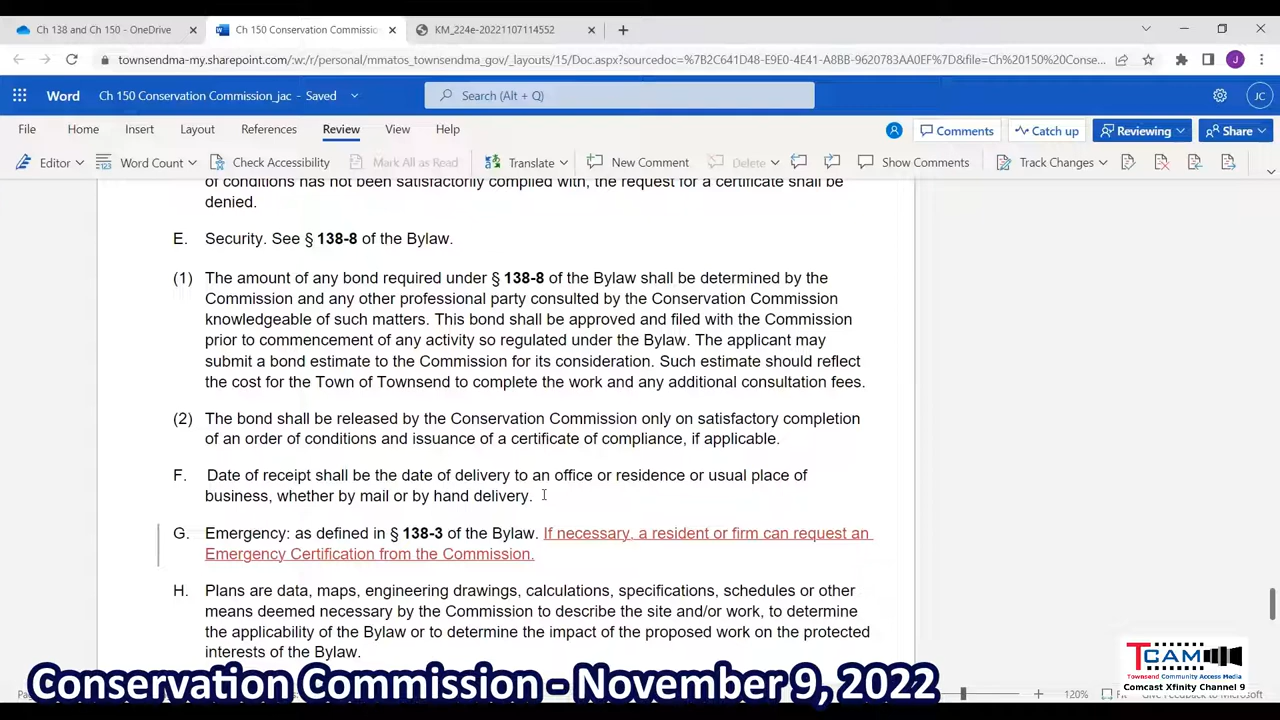 Ch 138 and Ch 150 - OneDrive
Ch 150 Conservation Commissio
KM_224e-20221107114552
townsendma-my.sharepoint.com/:w:/r/personal/mmatos_townsendma_gov/_layouts/15/Doc.aspx?sourcedoc=%7B2C641D48-E9E0-4E41-A8BB-9620783AA0EF%7D&file=Ch%20150%20Conse...
J
Word
Ch 150 Conservation Commission_jac - Saved
Search (Alt + Q)
JC
File Home Insert Layout References Review View Help
Comments Catch up Reviewing Share
Editor Word Count Check Accessibility Mark All as Read Translate New Comment Delete Show Comments Track Changes
of conditions has not been satisfactorily complied with, the request for a certificate shall be
denied.
E. Security. See § 138-8 of the Bylaw.
(1) The amount of any bond required under § 138-8 of the Bylaw shall be determined by the
Commission and any other professional party consulted by the Conservation Commission
knowledgeable of such matters. This bond shall be approved and filed with the Commission
prior to commencement of any activity so regulated under the Bylaw. The applicant may
submit a bond estimate to the Commission for its consideration. Such estimate should reflect
the cost for the Town of Townsend to complete the work and any additional consultation fees.
(2) The bond shall be released by the Conservation Commission only on satisfactory completion
of an order of conditions and issuance of a certificate of compliance, if applicable.
F. Date of receipt shall be the date of delivery to an office or residence or usual place of
business, whether by mail or by hand delivery.
G. Emergency: as defined in § 138-3 of the Bylaw. If necessary, a resident or firm can request an
Emergency Certification from the Commission.
H. Plans are data, maps, engineering drawings, calculations, specifications, schedules or other
means deemed necessary by the Commission to describe the site and/or work, to determine
the applicability of the Bylaw or to determine the impact of the proposed work on the protected
interests of the Bylaw.
Conservation Commission - November 9, 2022
120%
TCAM
Townsend Community Access Media
Comcast Xfinity Channel 9